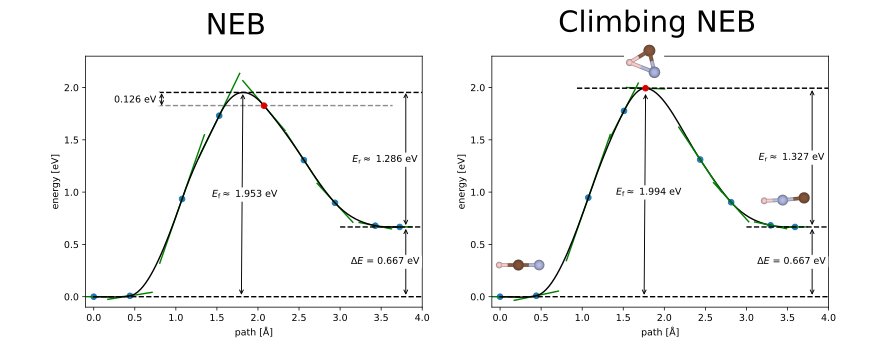 NEB
Climbing NEB
energy [eV]
2.0
1.5
1.0
0.5
0.0
0.126 eV
Er ≈ 1.286 eV
Ef ≈ 1.953 eV
ΔE = 0.667 eV
0.0 0.5 1.0 1.5 2.0 2.5 3.0 3.5 4.0
path [Å]
energy [eV]
2.0
1.5
1.0
0.5
0.0
Er ≈ 1.327 eV
Ef ≈ 1.994 eV
ΔE = 0.667 eV
0.0 0.5 1.0 1.5 2.0 2.5 3.0 3.5 4.0
path [Å]